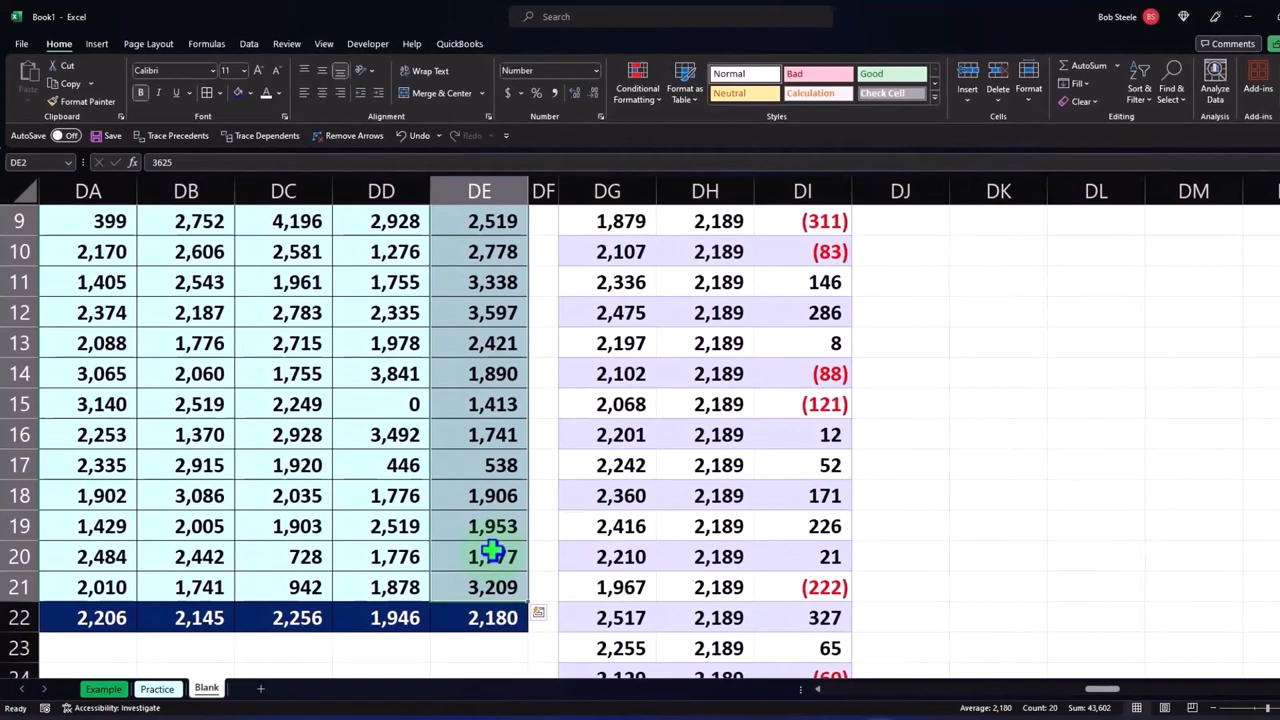 Book1 - Excel
Search
Bob Steele BS
File Home Insert Page Layout Formulas Data Review View Developer Help QuickBooks Comments
Paste Cut Copy Format Painter Clipboard
Calibri 11 B I U Font
Wrap Text Merge & Center Alignment
Number $ % Number
Conditional Formatting Format as Table Normal Bad Good Neutral Calculation Check Cell Styles
Insert Delete Format Cells
AutoSum Fill Clear Sort & Filter Find & Select Editing
Analyze Data Analysis Add-ins Add-ins
AutoSave Off Save Trace Precedents Trace Dependents Remove Arrows Undo Redo
DE2 fx 3625
DA DB DC DD DE DF DG DH DI DJ DK DL DM
9 399 2,752 4,196 2,928 2,519 1,879 2,189 (311)
10 2,170 2,606 2,581 1,276 2,778 2,107 2,189 (83)
11 1,405 2,543 1,961 1,755 3,338 2,336 2,189 146
12 2,374 2,187 2,783 2,335 3,597 2,475 2,189 286
13 2,088 1,776 2,715 1,978 2,421 2,197 2,189 8
14 3,065 2,060 1,755 3,841 1,890 2,102 2,189 (88)
15 3,140 2,519 2,249 0 1,413 2,068 2,189 (121)
16 2,253 1,370 2,928 3,492 1,741 2,201 2,189 12
17 2,335 2,915 1,920 446 538 2,242 2,189 52
18 1,902 3,086 2,035 1,776 1,906 2,360 2,189 171
19 1,429 2,005 1,903 2,519 1,953 2,416 2,189 226
20 2,484 2,442 728 1,776 2,210 2,189 21
21 2,010 1,741 942 1,878 3,209 1,967 2,189 (222)
22 2,206 2,145 2,256 1,946 2,180 2,517 2,189 327
23 2,255 2,189 65
Example Practice Blank
Ready Accessibility: Investigate Average: 2,180 Count: 20 Sum: 43,602